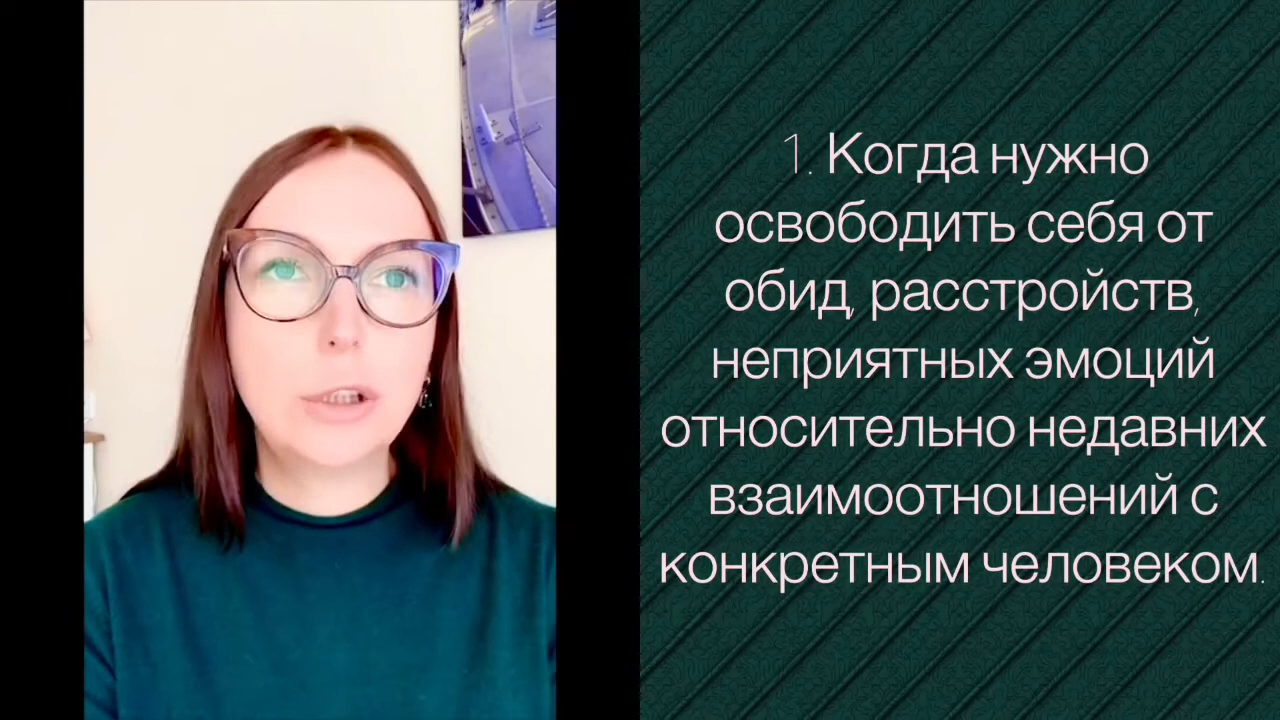 1. Когда нужно
освободить себя от
обид, расстройств,
неприятных эмоций
относительно недавних
взаимоотношений с
конкретным человеком.